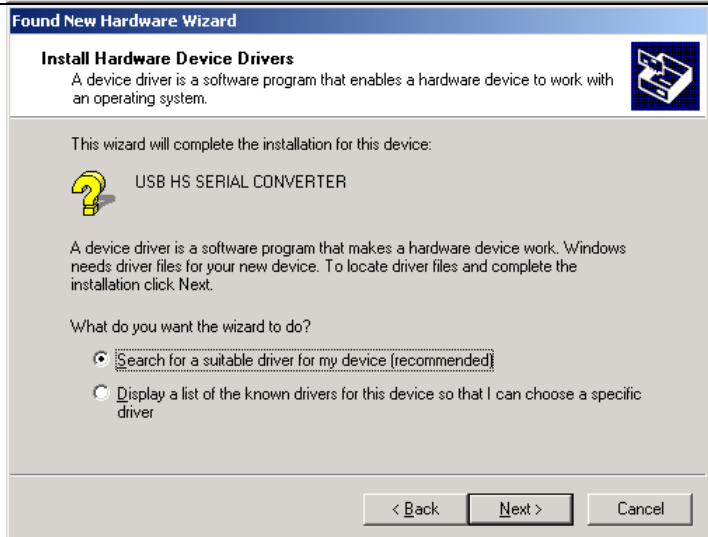 Found New Hardware Wizard
Install Hardware Device Drivers
A device driver is a software program that enables a hardware device to work with
an operating system.
This wizard will complete the installation for this device:
USB HS SERIAL CONVERTER
A device driver is a software program that makes a hardware device work. Windows
needs driver files for your new device. To locate driver files and complete the
installation click Next.
What do you want the wizard to do?
Search for a suitable driver for my device (recommended)
Display a list of the known drivers for this device so that I can choose a specific
driver
< Back Next > Cancel